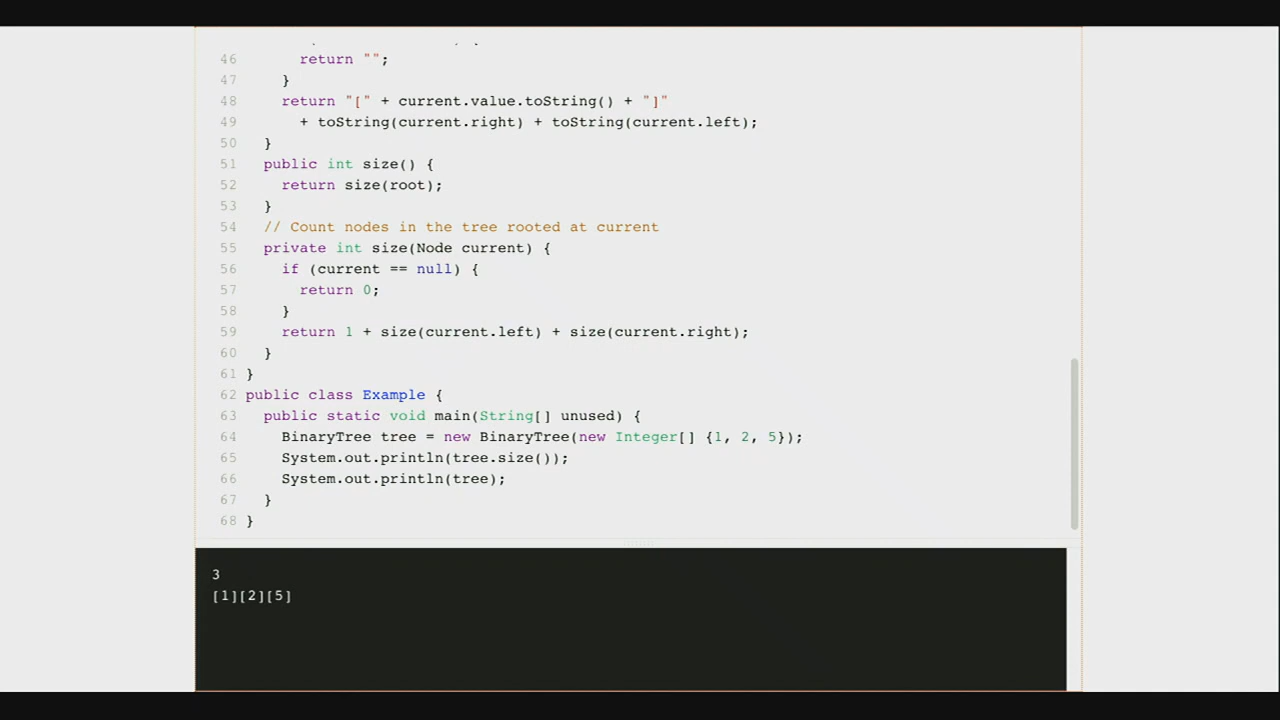 46 return "";
47 }
48 return "[" + current.value.toString() + "]"
49 + toString(current.right) + toString(current.left);
50 }
51 public int size() {
52 return size(root);
53 }
54 // Count nodes in the tree rooted at current
55 private int size(Node current) {
56 if (current == null) {
57 return 0;
58 }
59 return 1 + size(current.left) + size(current.right);
60 }
61 }
62 public class Example {
63 public static void main(String[] unused) {
64 BinaryTree tree = new BinaryTree(new Integer[] {1, 2, 5});
65 System.out.println(tree.size());
66 System.out.println(tree);
67 }
68 }
3
[1][2][5]